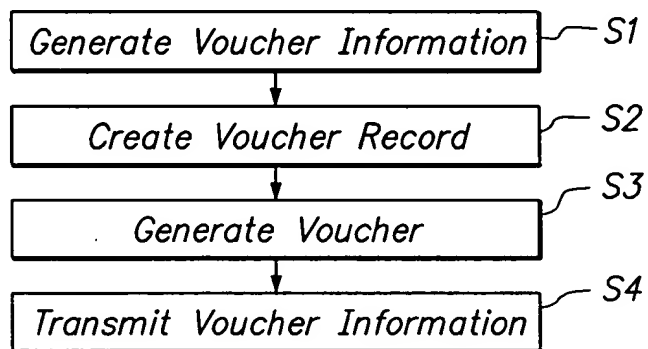 Generate Voucher Information S1
Create Voucher Record S2
Generate Voucher S3
Transmit Voucher Information S4